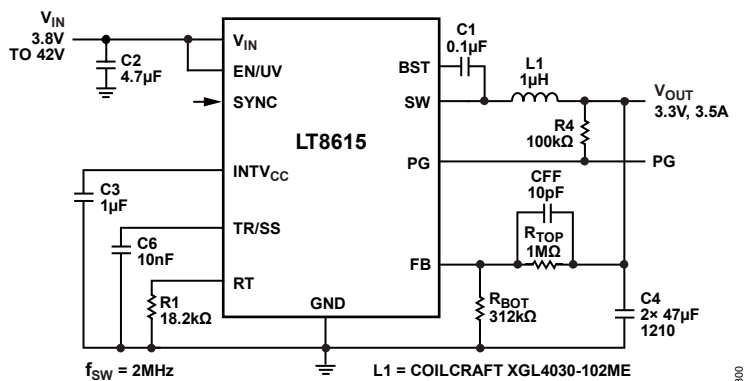 VIN
3.8V
TO 42V
C2
4.7µF
VIN
EN/UV
SYNC
LT8615
INTVCC
TR/SS
RT
GND
BST
SW
PG
FB
C1
0.1µF
L1
1µH
VOUT
3.3V, 3.5A
R4
100kΩ
PG
CFF
10pF
RTOP
1MΩ
RBOT
312kΩ
C4
2× 47µF
1210
C3
1µF
C6
10nF
R1
18.2kΩ
fSW = 2MHz
L1 = COILCRAFT XGL4030-102ME
300